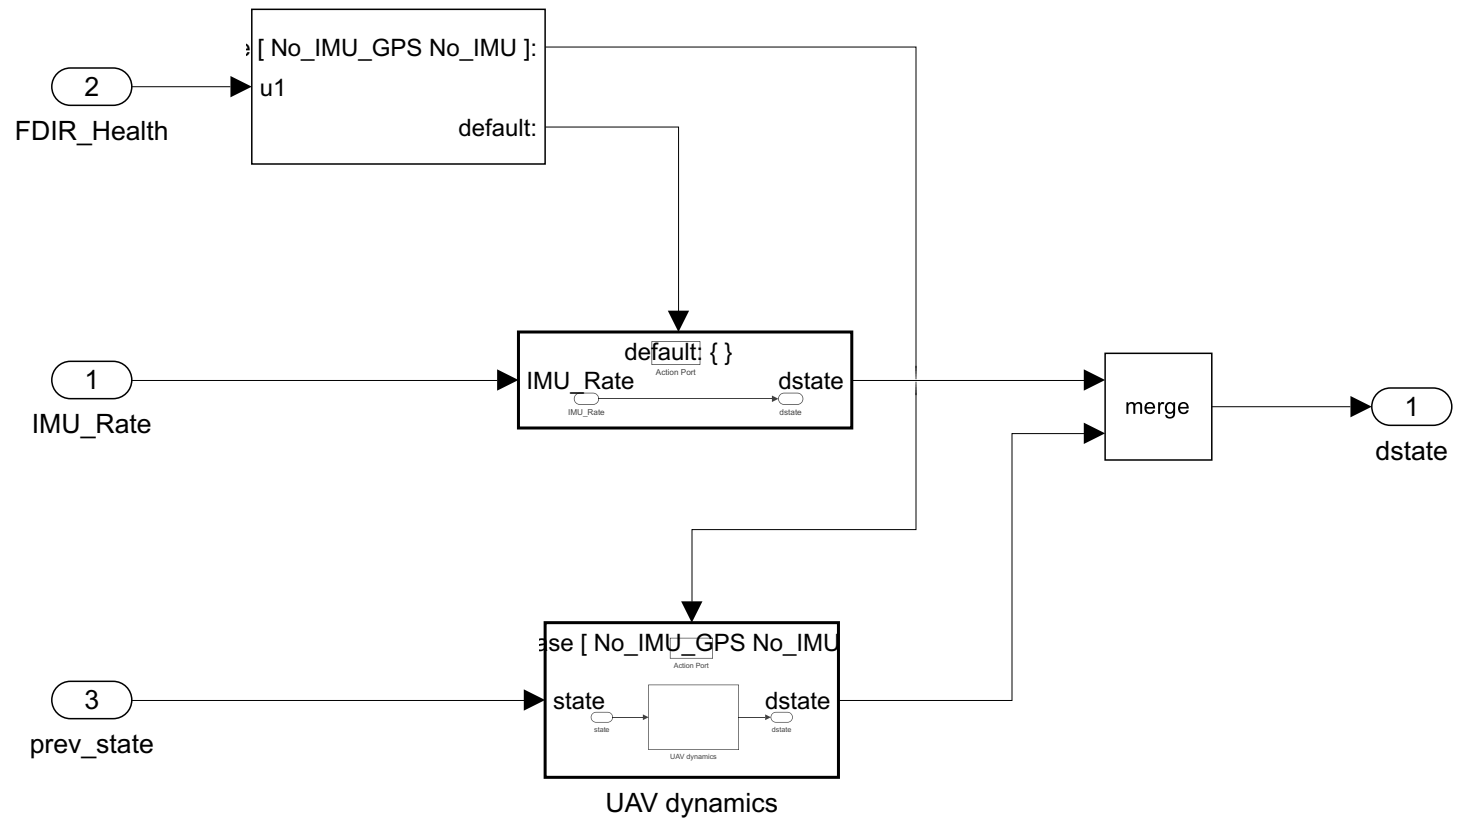 [ No_IMU_GPS No_IMU ]:
2
u1
FDIR_Health
default:
default: { }
Action Port
1
IMU_Rate
dstate
IMU_Rate
dstate
IMU_Rate
merge
1
dstate
ase [ No_IMU_GPS No_IMU
Action Port
3
state
dstate
state
dstate
prev_state
UAV dynamics
UAV dynamics